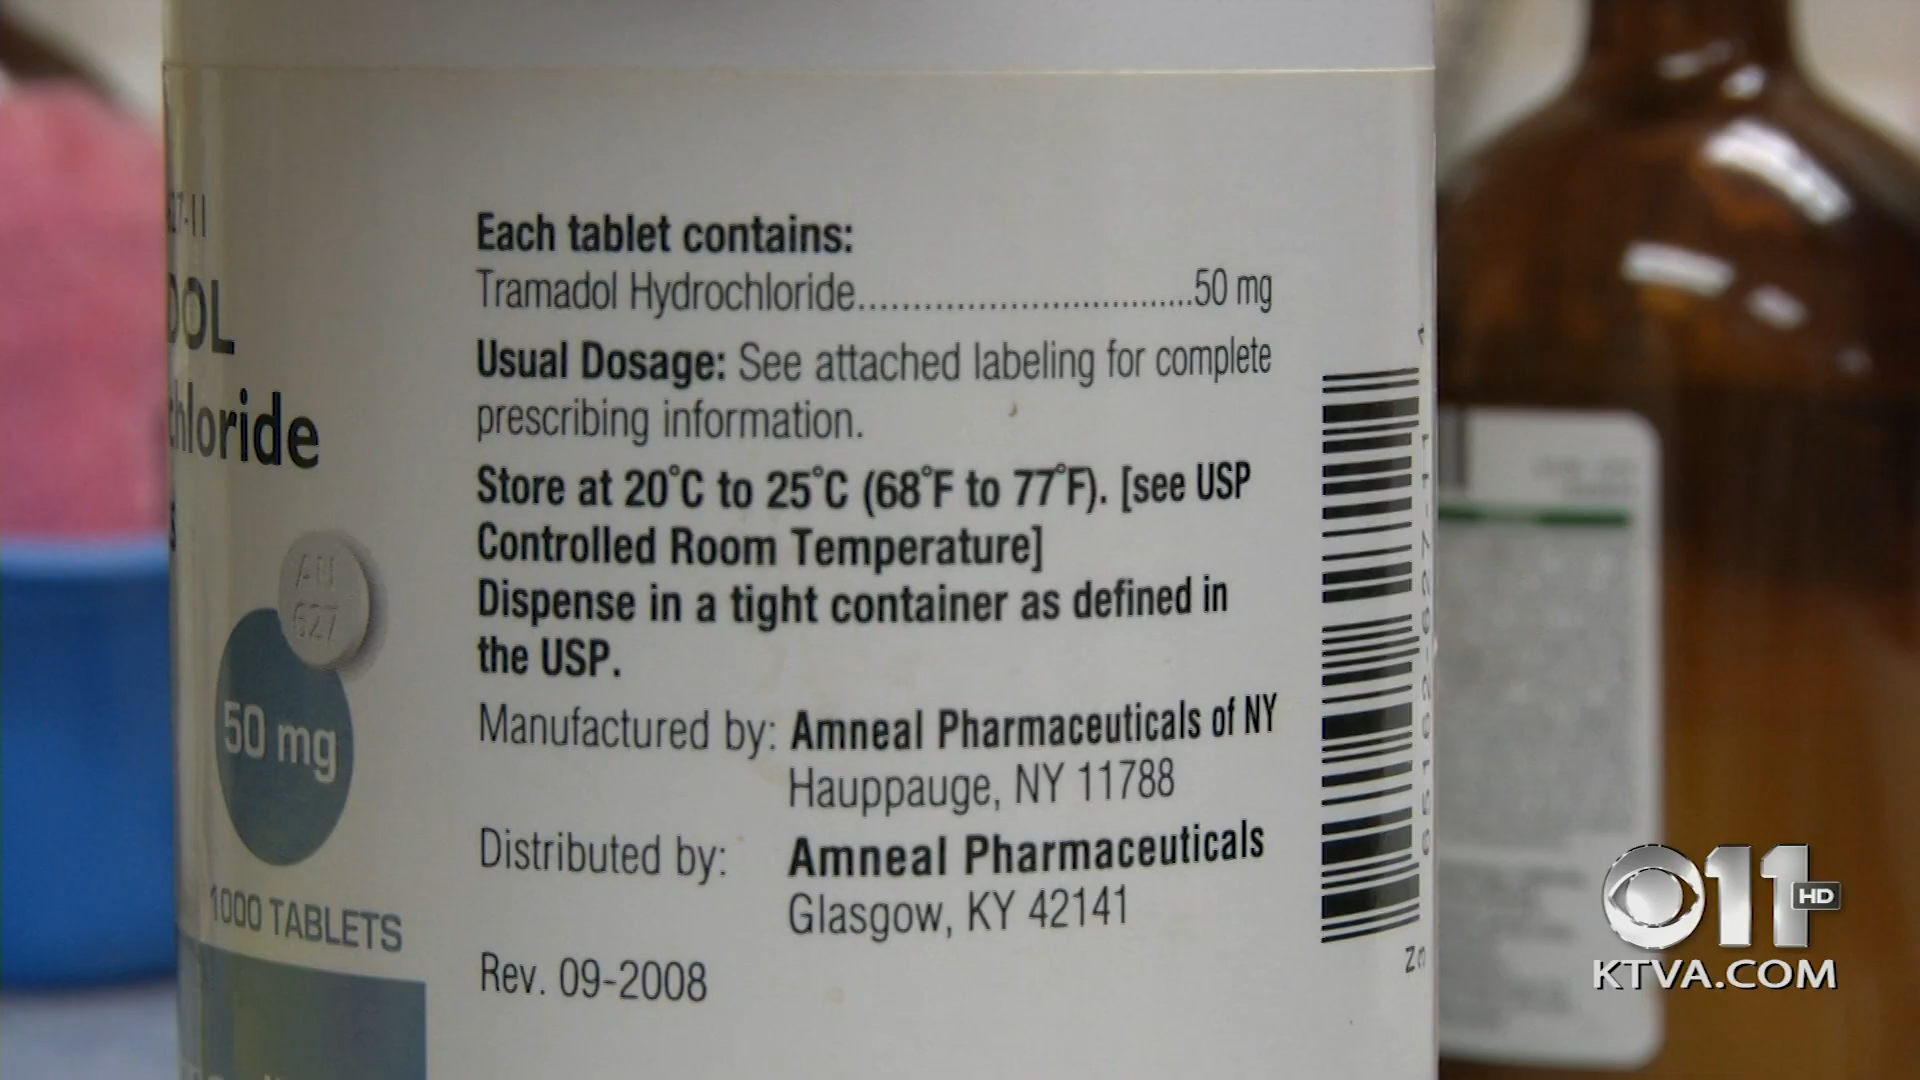 27-11
DOL
chloride
AN
627
50 mg
1000 TABLETS
Each tablet contains:
Tramadol Hydrochloride..............................50 mg
Usual Dosage: See attached labeling for complete
prescribing information.
Store at 20°C to 25°C (68°F to 77°F). [see USP
Controlled Room Temperature]
Dispense in a tight container as defined in
the USP.
Manufactured by: Amneal Pharmaceuticals of NY
Hauppauge, NY 11788
Distributed by: Amneal Pharmaceuticals
Glasgow, KY 42141
Rev. 09-2008
11 HD
KTVA.COM